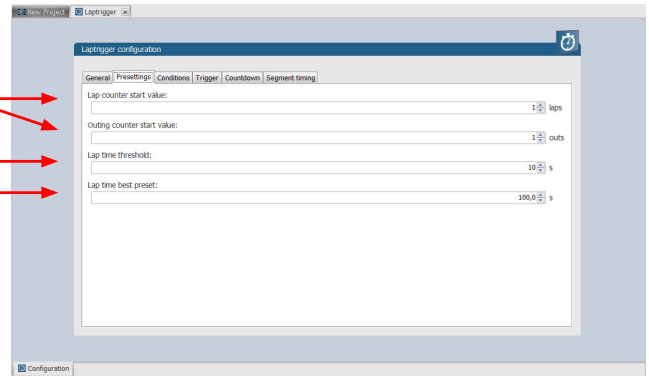 New Project
Laptrigger
Laptrigger configuration
General Presettings Conditions Trigger Countdown Segment timing
Lap counter start value:
1 laps
Outing counter start value:
1 outs
Lap time threshold:
10 s
Lap time best preset:
100,0 s
Configuration